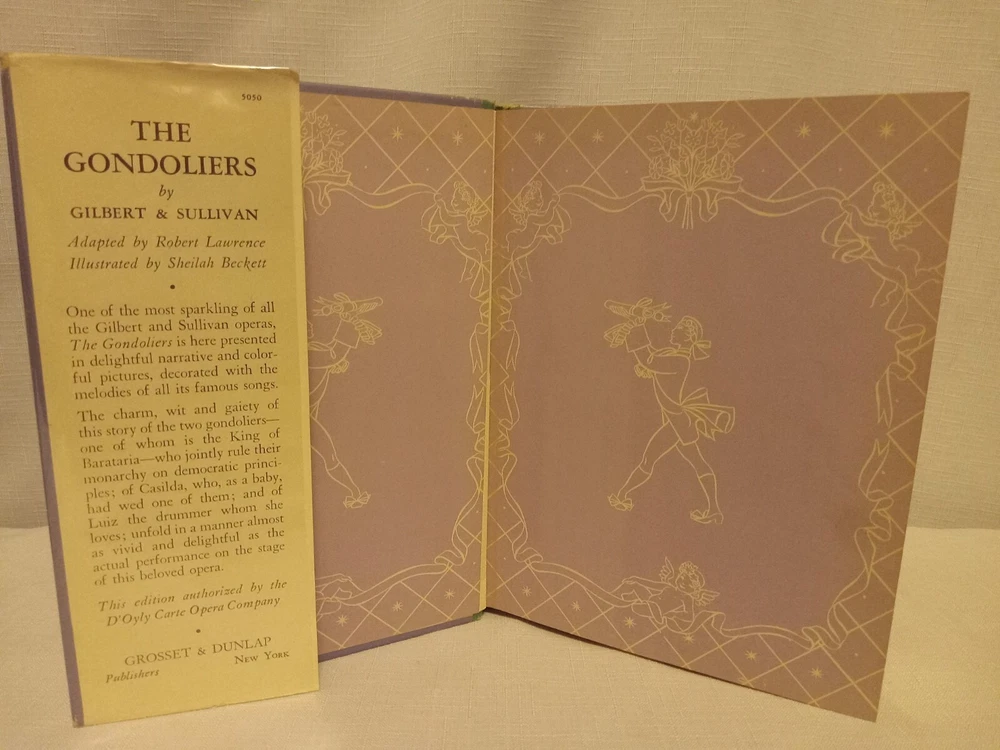 5050
THE
GONDOLIERS
by
GILBERT & SULLIVAN
Adapted by Robert Lawrence
Illustrated by Sheilah Beckett
•
One of the most sparkling of all
the Gilbert and Sullivan operas,
The Gondoliers is here presented
in delightful narrative and color-
ful pictures, decorated with the
melodies of all its famous songs.
The charm, wit and gaiety of
this story of the two gondoliers—
one of whom is the King of
Barataria—who jointly rule their
monarchy on democratic princi-
ples; of Casilda, who, as a baby,
had wed one of them; and of
Luiz the drummer whom she
loves; unfold in a manner almost
as vivid and delightful as the
actual performance on the stage
of this beloved opera.
This edition authorized by the
D'Oyly Carte Opera Company
•
GROSSET & DUNLAP
Publishers NEW YORK